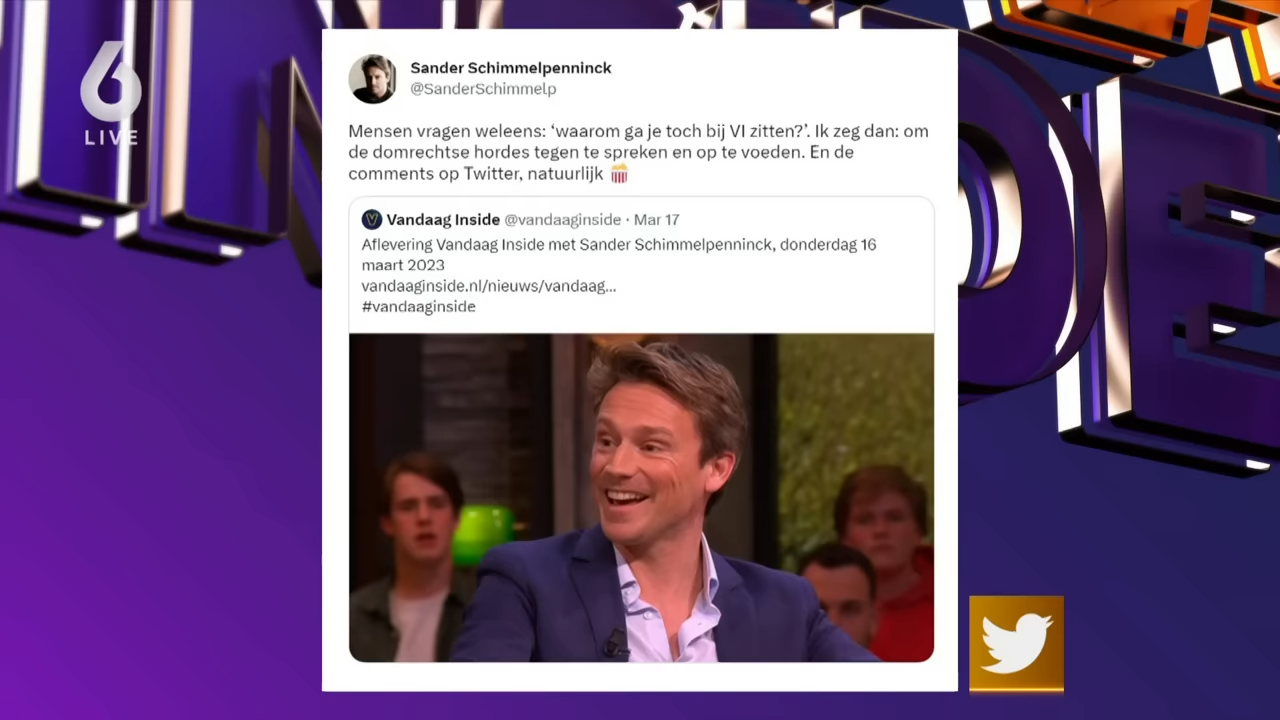 6
LIVE
Sander Schimmelpenninck
@SanderSchimmelp
Mensen vragen weleens: ‘waarom ga je toch bij VI zitten?’. Ik zeg dan: om
de domrechtse hordes tegen te spreken en op te voeden. En de
comments op Twitter, natuurlijk 🍿
Vandaag Inside @vandaaginside · Mar 17
Aflevering Vandaag Inside met Sander Schimmelpenninck, donderdag 16
maart 2023
vandaaginside.nl/nieuws/vandaag...
#vandaaginside